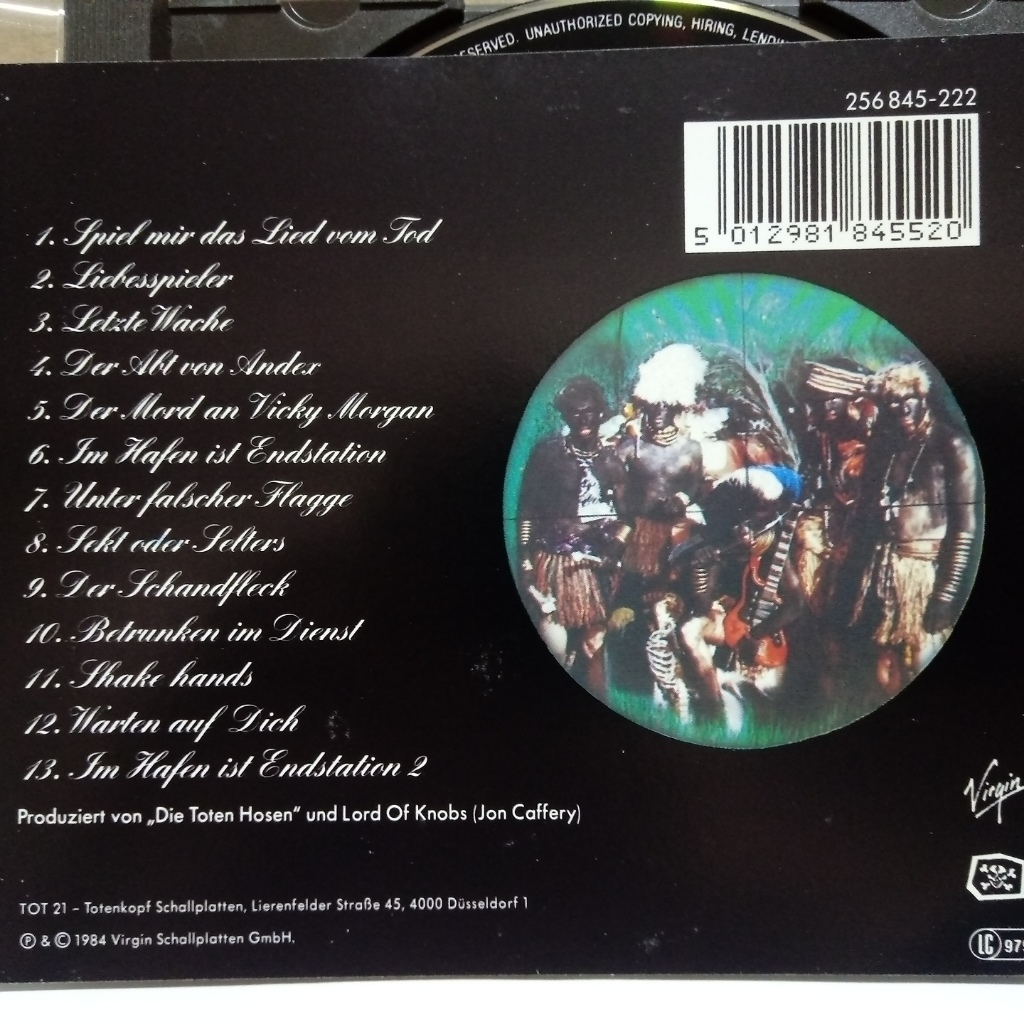 ESERVED. UNAUTHORIZED COPYING, HIRING,
256 845-222
5 012981 845520
1. Spiel mir das Lied vom Tod
2. Liebesspieler
3. Letzte Wache
4. Der Abt von Andex
5. Der Mord an Vicky Morgan
6. Im Hafen ist Endstation
7. Unter falscher Flagge
8. Sekt oder Selters
9. Der Schandfleck
10. Betrunken im Dienst
11. Shake hands
12. Warten auf Dich
13. Im Hafen ist Endstation 2
Produziert von „Die Toten Hosen“ und Lord Of Knobs (Jon Caffery)
Virgin
TOT 21 – Totenkopf Schallplatten, Lierenfelder Straße 45, 4000 Düsseldorf 1
Ⓟ & © 1984 Virgin Schallplatten GmbH.
LC